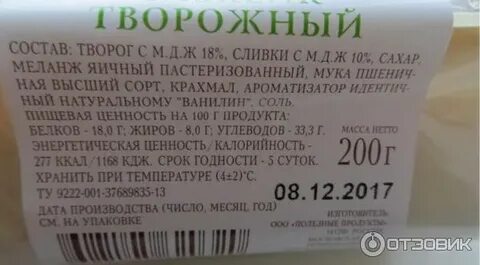 ТВОРОЖНЫЙ
СОСТАВ: ТВОРОГ С М.Д.Ж 18%, СЛИВКИ С М.Д.Ж 10%, САХАР,
МЕЛАНЖ ЯИЧНЫЙ ПАСТЕРИЗОВАННЫЙ, МУКА ПШЕНИЧ-
НАЯ ВЫСШИЙ СОРТ, КРАХМАЛ, АРОМАТИЗАТОР ИДЕНТИЧ-
НЫЙ НАТУРАЛЬНОМУ "ВАНИЛИН", СОЛЬ.
ПИЩЕВАЯ ЦЕННОСТЬ НА 100 Г ПРОДУКТА:
БЕЛКОВ - 18,0 Г; ЖИРОВ - 8,0 Г; УГЛЕВОДОВ - 33,3 Г.
ЭНЕРГЕТИЧЕСКАЯ ЦЕННОСТЬ/КАЛОРИЙНОСТЬ -
277 ККАЛ /1168 КДЖ. СРОК ГОДНОСТИ - 5 СУТОК.
ХРАНИТЬ ПРИ ТЕМПЕРАТУРЕ (4±2)°С.
ТУ 9222-001-37689835-13
ДАТА ПРОИЗВОДСТВА (ЧИСЛО, МЕСЯЦ, ГОД)
СМ. НА УПАКОВКЕ
МАССА НЕТТО
200 г
08.12.2017
ИЗГОТОВИТЕЛЬ:
ООО «ПОЛЕЗНЫЕ ПРОДУКТЫ»
ОТЗОВИК